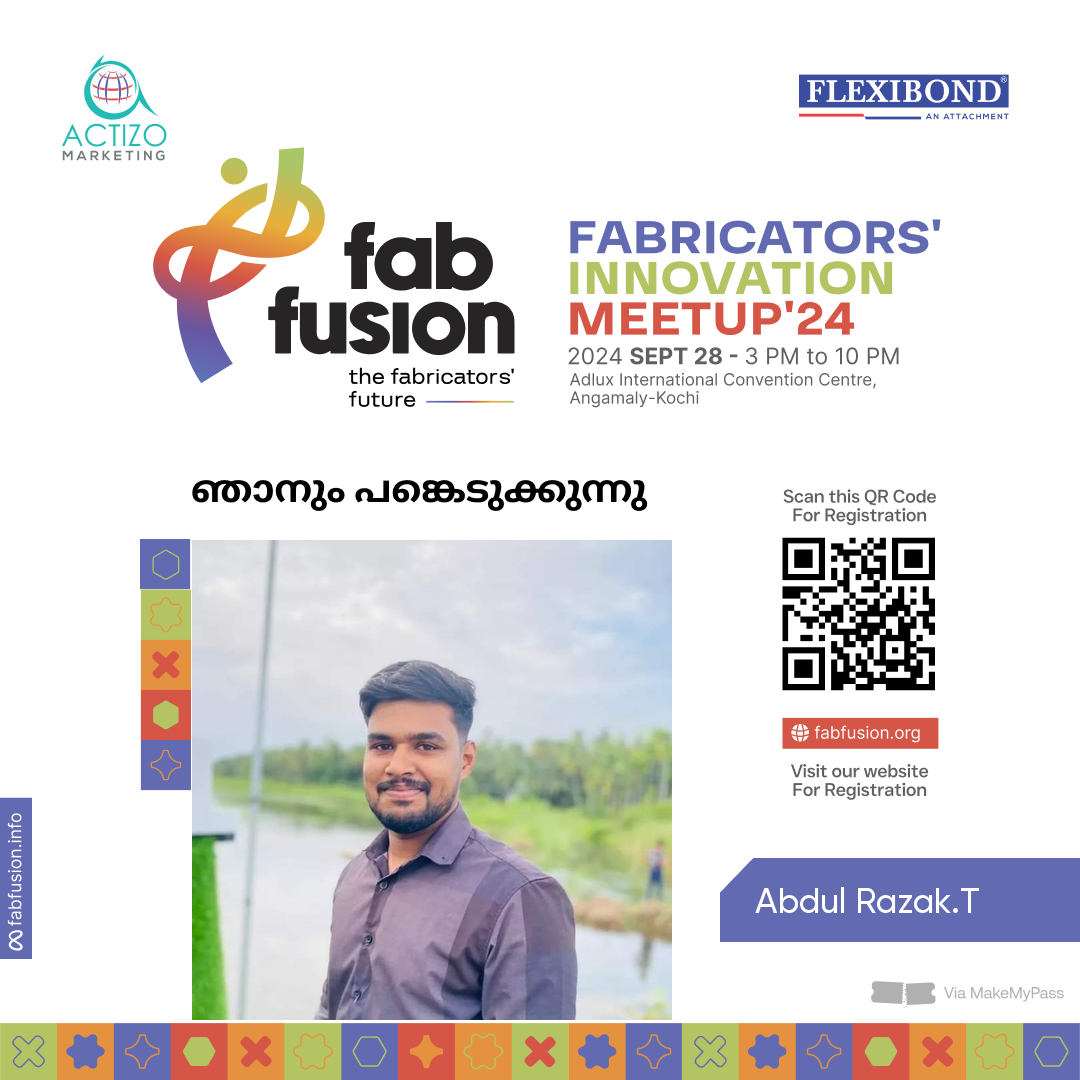 ACTIZO
MARKETING
FLEXIBOND®
AN ATTACHMENT
fab
fusion
the fabricators'
future
FABRICATORS'
INNOVATION
MEETUP'24
2024 SEPT 28 - 3 PM to 10 PM
Adlux International Convention Centre,
Angamaly-Kochi
ഞാനും പങ്കെടുക്കുന്നു
Scan this QR Code
For Registration
fabfusion.org
Visit our website
For Registration
fabfusion.info
Abdul Razak.T
Via MakeMyPass